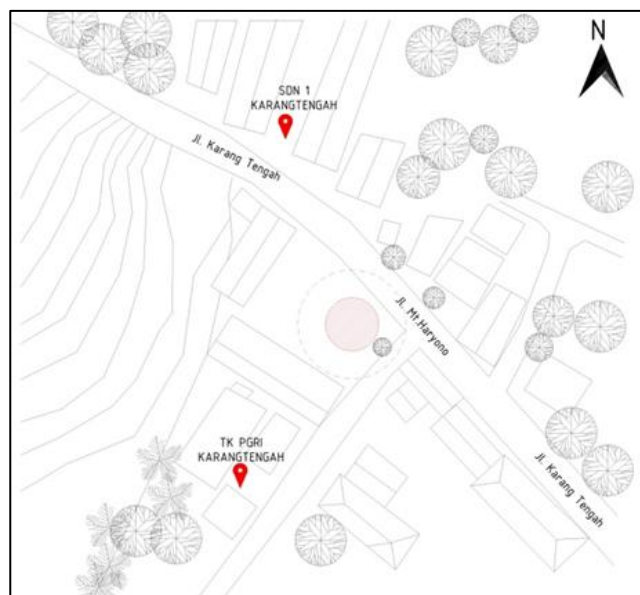 N
SDN 1
KARANGTENGAH
Jl. Karang Tengah
Jl. Mt.Haryono
TK PGRI
KARANGTENGAH
Jl. Karang Tengah